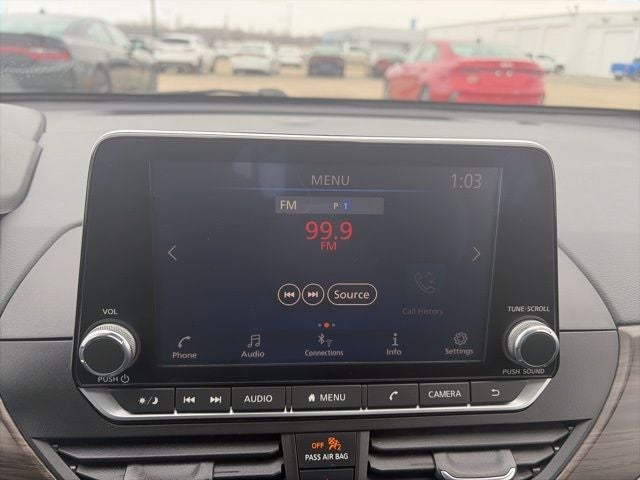 MENU 1:03
FM P 1
99.9
FM
Source
Call History
Phone Audio Connections Info Settings
VOL
PUSH
TUNE·SCROLL
PUSH SOUND
AUDIO MENU CAMERA
OFF
PASS AIR BAG